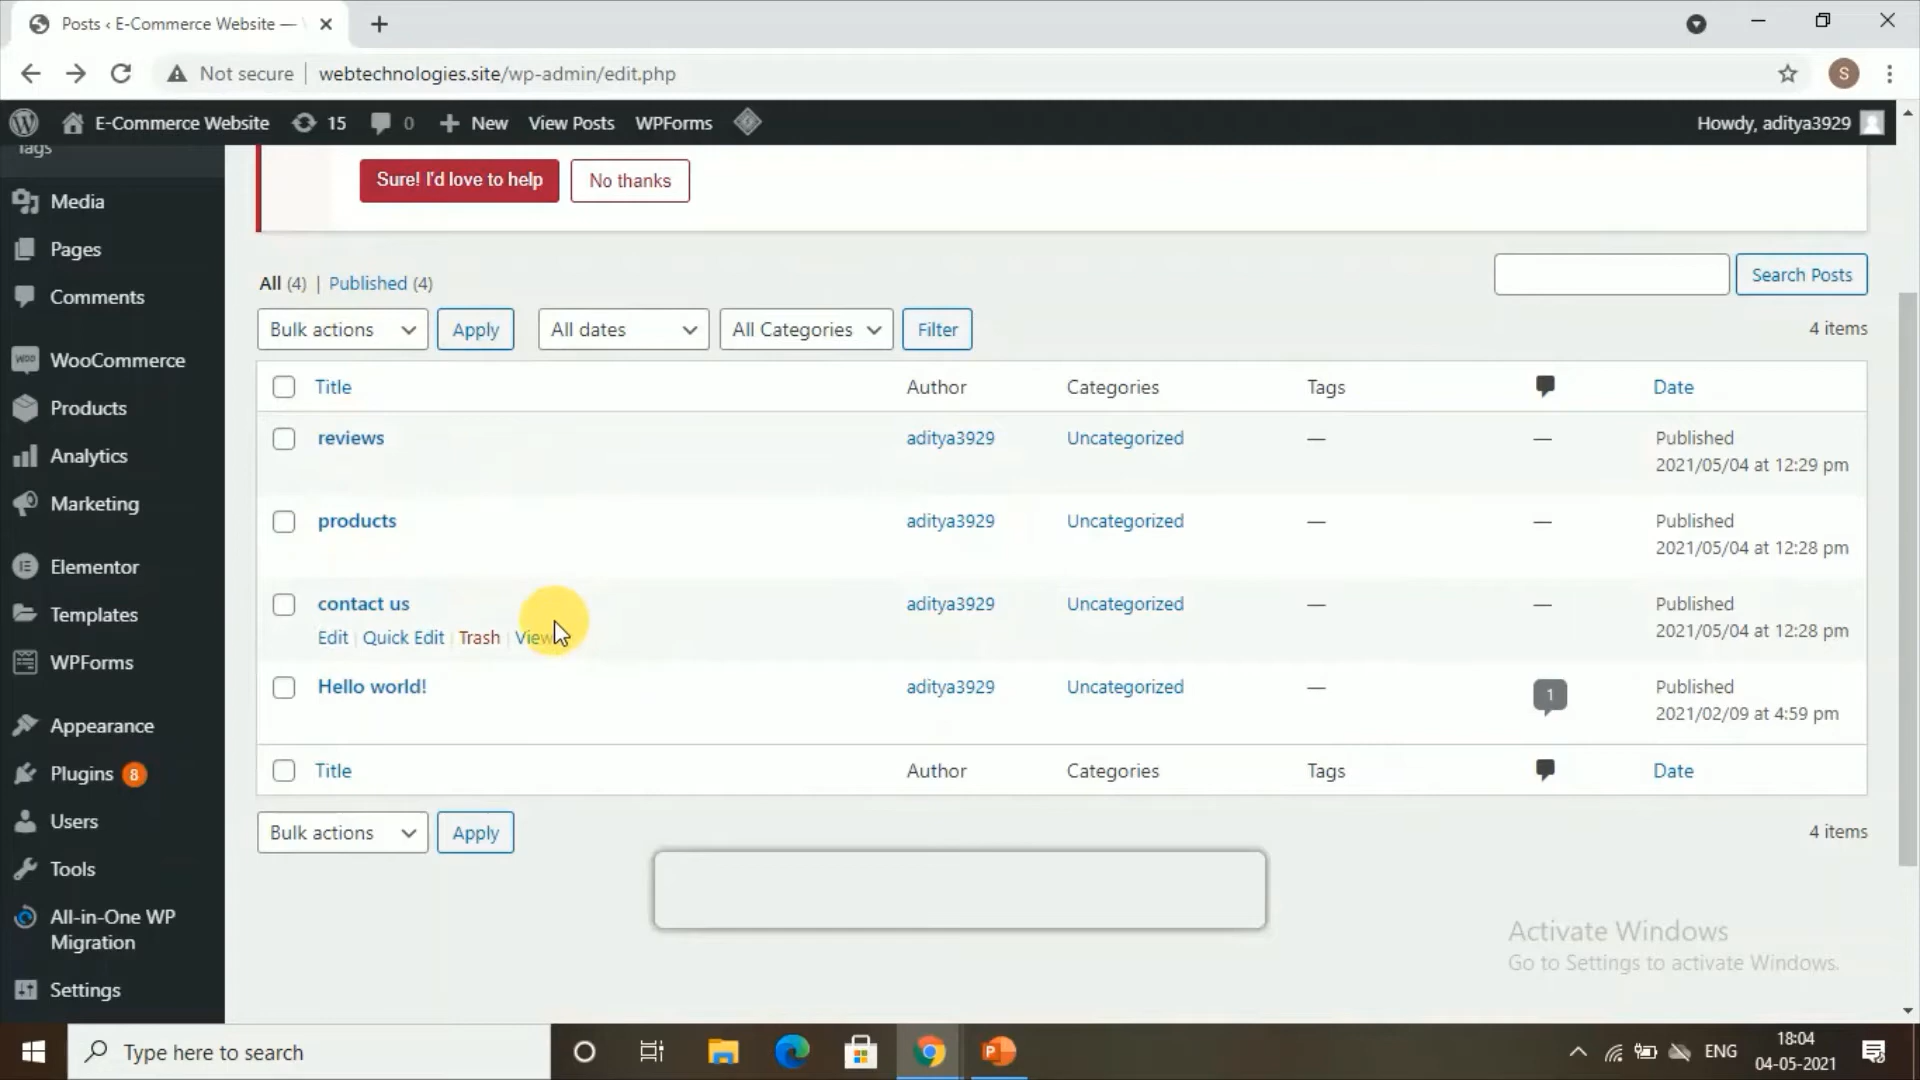 Posts ‹ E-Commerce Website —
Not secure
webtechnologies.site/wp-admin/edit.php
S
E-Commerce Website
15
0
New
View Posts
WPForms
Howdy, aditya3929
Tags
Media
Pages
Comments
WooCommerce
Products
Analytics
Marketing
Elementor
Templates
WPForms
Appearance
Plugins 8
Users
Tools
All-in-One WP
Migration
Settings
Sure! I'd love to help
No thanks
All (4) | Published (4)
Search Posts
Bulk actions
Apply
All dates
All Categories
Filter
4 items
Title Author Categories Tags Date
reviews aditya3929 Uncategorized — — Published
2021/05/04 at 12:29 pm
products aditya3929 Uncategorized — — Published
2021/05/04 at 12:28 pm
contact us aditya3929 Uncategorized — — Published
Edit | Quick Edit | Trash | View 2021/05/04 at 12:28 pm
Hello world! aditya3929 Uncategorized — 1 Published
2021/02/09 at 4:59 pm
Title Author Categories Tags Date
Bulk actions
Apply
4 items
Activate Windows
Go to Settings to activate Windows.
Type here to search
ENG
18:04
04-05-2021